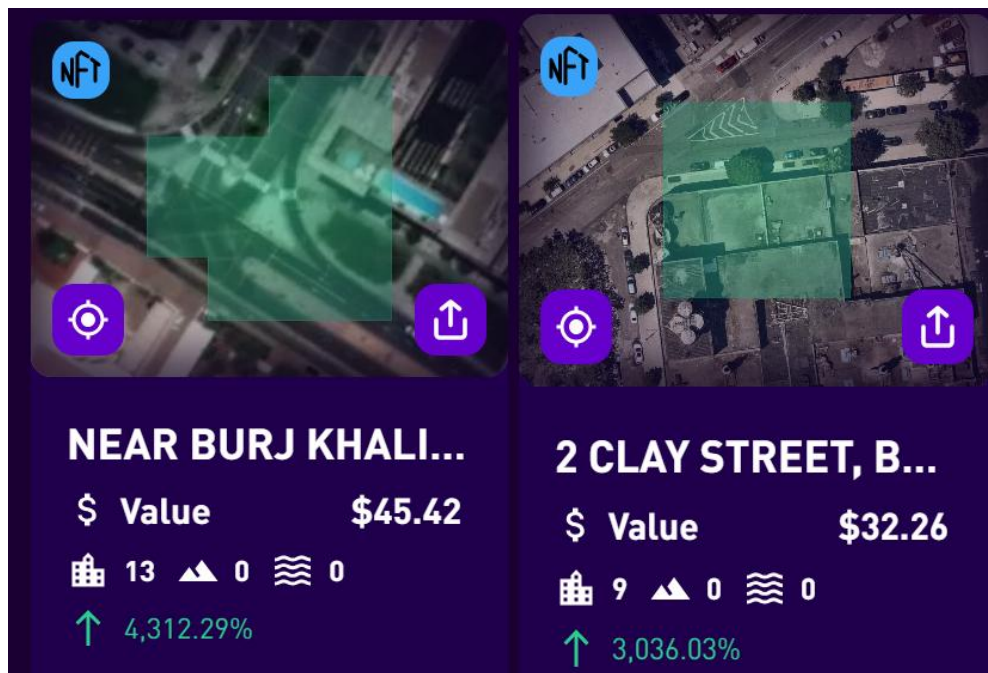 NFT
NEAR BURJ KHALI...
$ Value $45.42
13 0 0
4,312.29%
NFT
2 CLAY STREET, B...
$ Value $32.26
9 0 0
3,036.03%